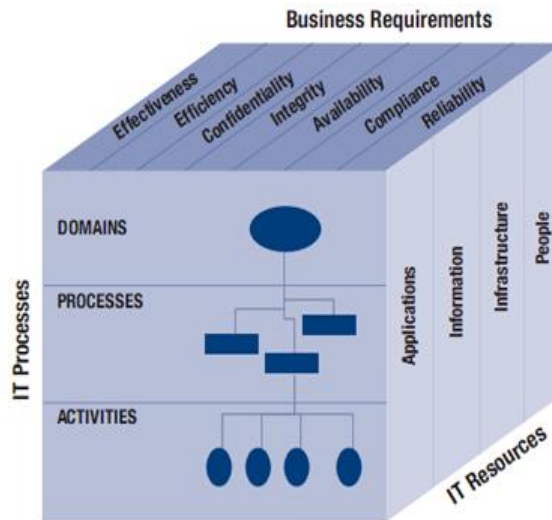 Business Requirements
Effectiveness
Efficiency
Confidentiality
Integrity
Availability
Compliance
Reliability
IT Processes
DOMAINS
PROCESSES
ACTIVITIES
Applications
Information
Infrastructure
People
IT Resources